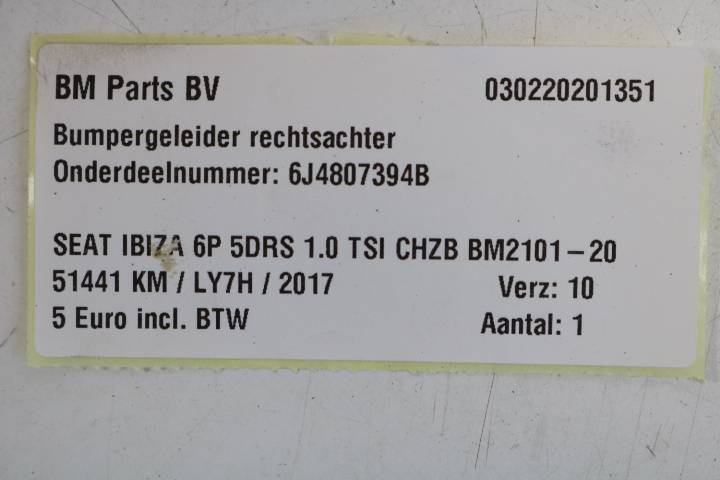 BM Parts BV 030220201351
Bumpergeleider rechtsachter
Onderdeelnummer: 6J4807394B
SEAT IBIZA 6P 5DRS 1.0 TSI CHZB BM2101-20
51441 KM / LY7H / 2017 Verz: 10
5 Euro incl. BTW Aantal: 1